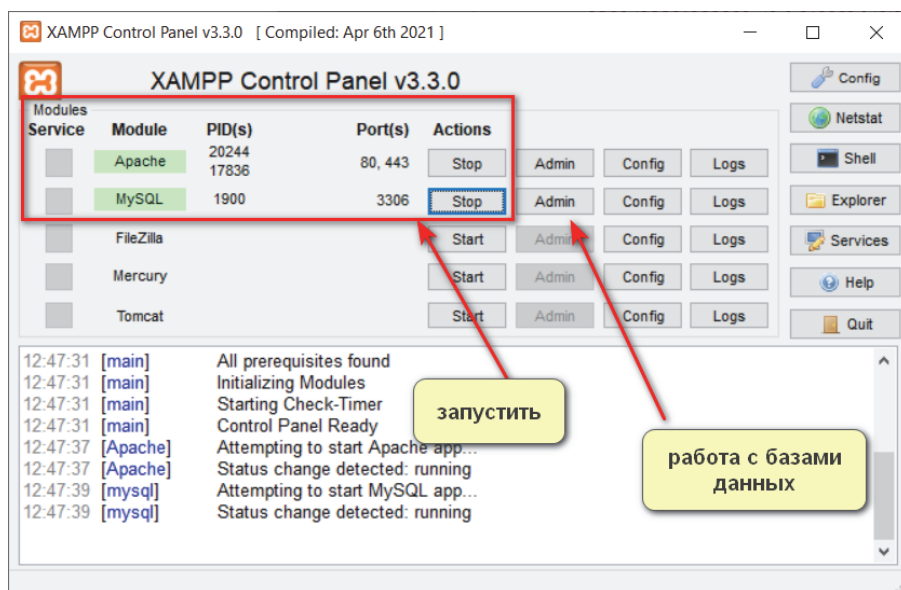 XAMPP Control Panel v3.3.0 [ Compiled: Apr 6th 2021 ]
XAMPP Control Panel v3.3.0
Config
Modules
Service Module PID(s) Port(s) Actions
Netstat
Apache 20244 17836 80, 443 Stop Admin Config Logs
Shell
MySQL 1900 3306 Stop Admin Config Logs
Explorer
FileZilla Start Admin Config Logs
Services
Mercury Start Admin Config Logs
Help
Tomcat Start Admin Config Logs
Quit
12:47:31 [main] All prerequisites found
12:47:31 [main] Initializing Modules
12:47:31 [main] Starting Check-Timer
12:47:31 [main] Control Panel Ready
12:47:37 [Apache] Attempting to start Apache app...
12:47:37 [Apache] Status change detected: running
12:47:39 [mysql] Attempting to start MySQL app...
12:47:39 [mysql] Status change detected: running
запустить
работа с базами
данных